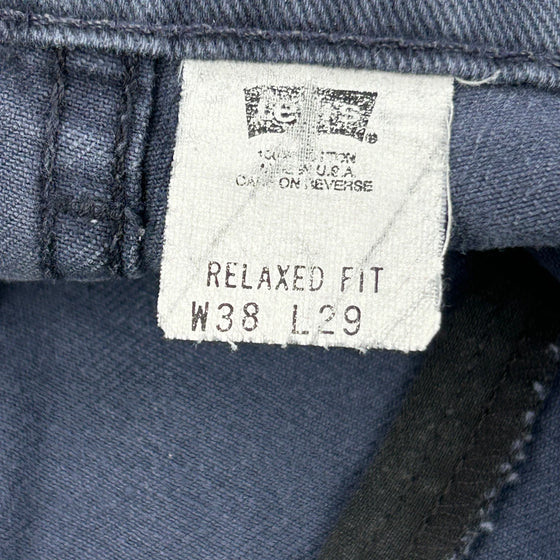 Levi's
100% COTTON
MADE IN U.S.A
CARE ON REVERSE
RELAXED FIT
W38 L29